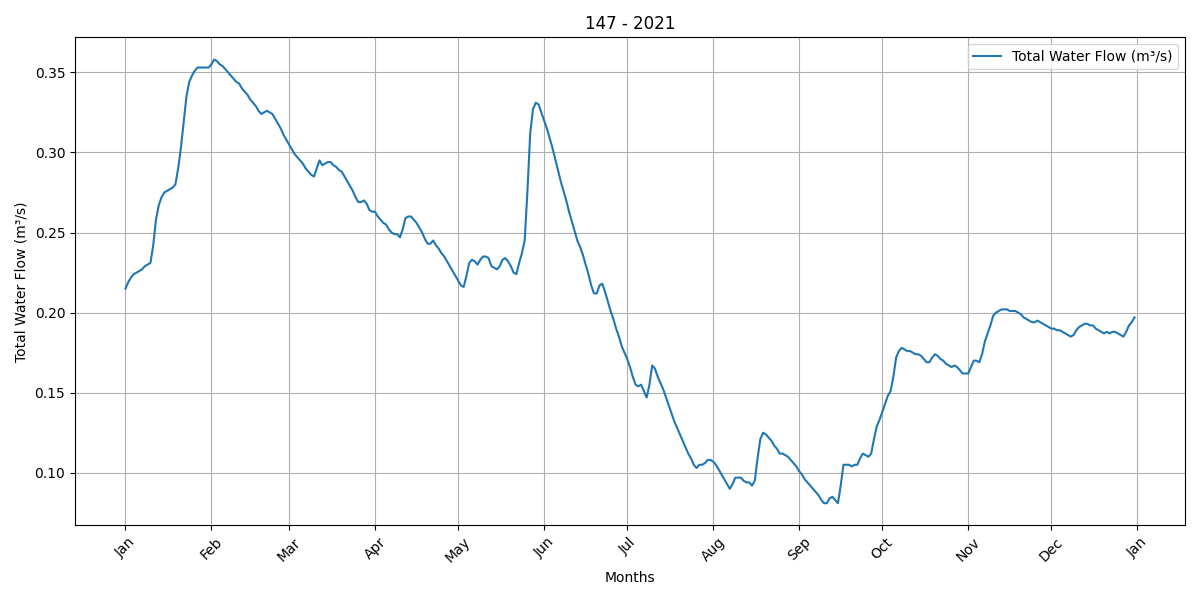 147 - 2021
Total Water Flow (m³/s)
Total Water Flow (m³/s)
0.35
0.30
0.25
0.20
0.15
0.10
Jan
Feb
Mar
Apr
May
Jun
Jul
Aug
Sep
Oct
Nov
Dec
Jan
Months